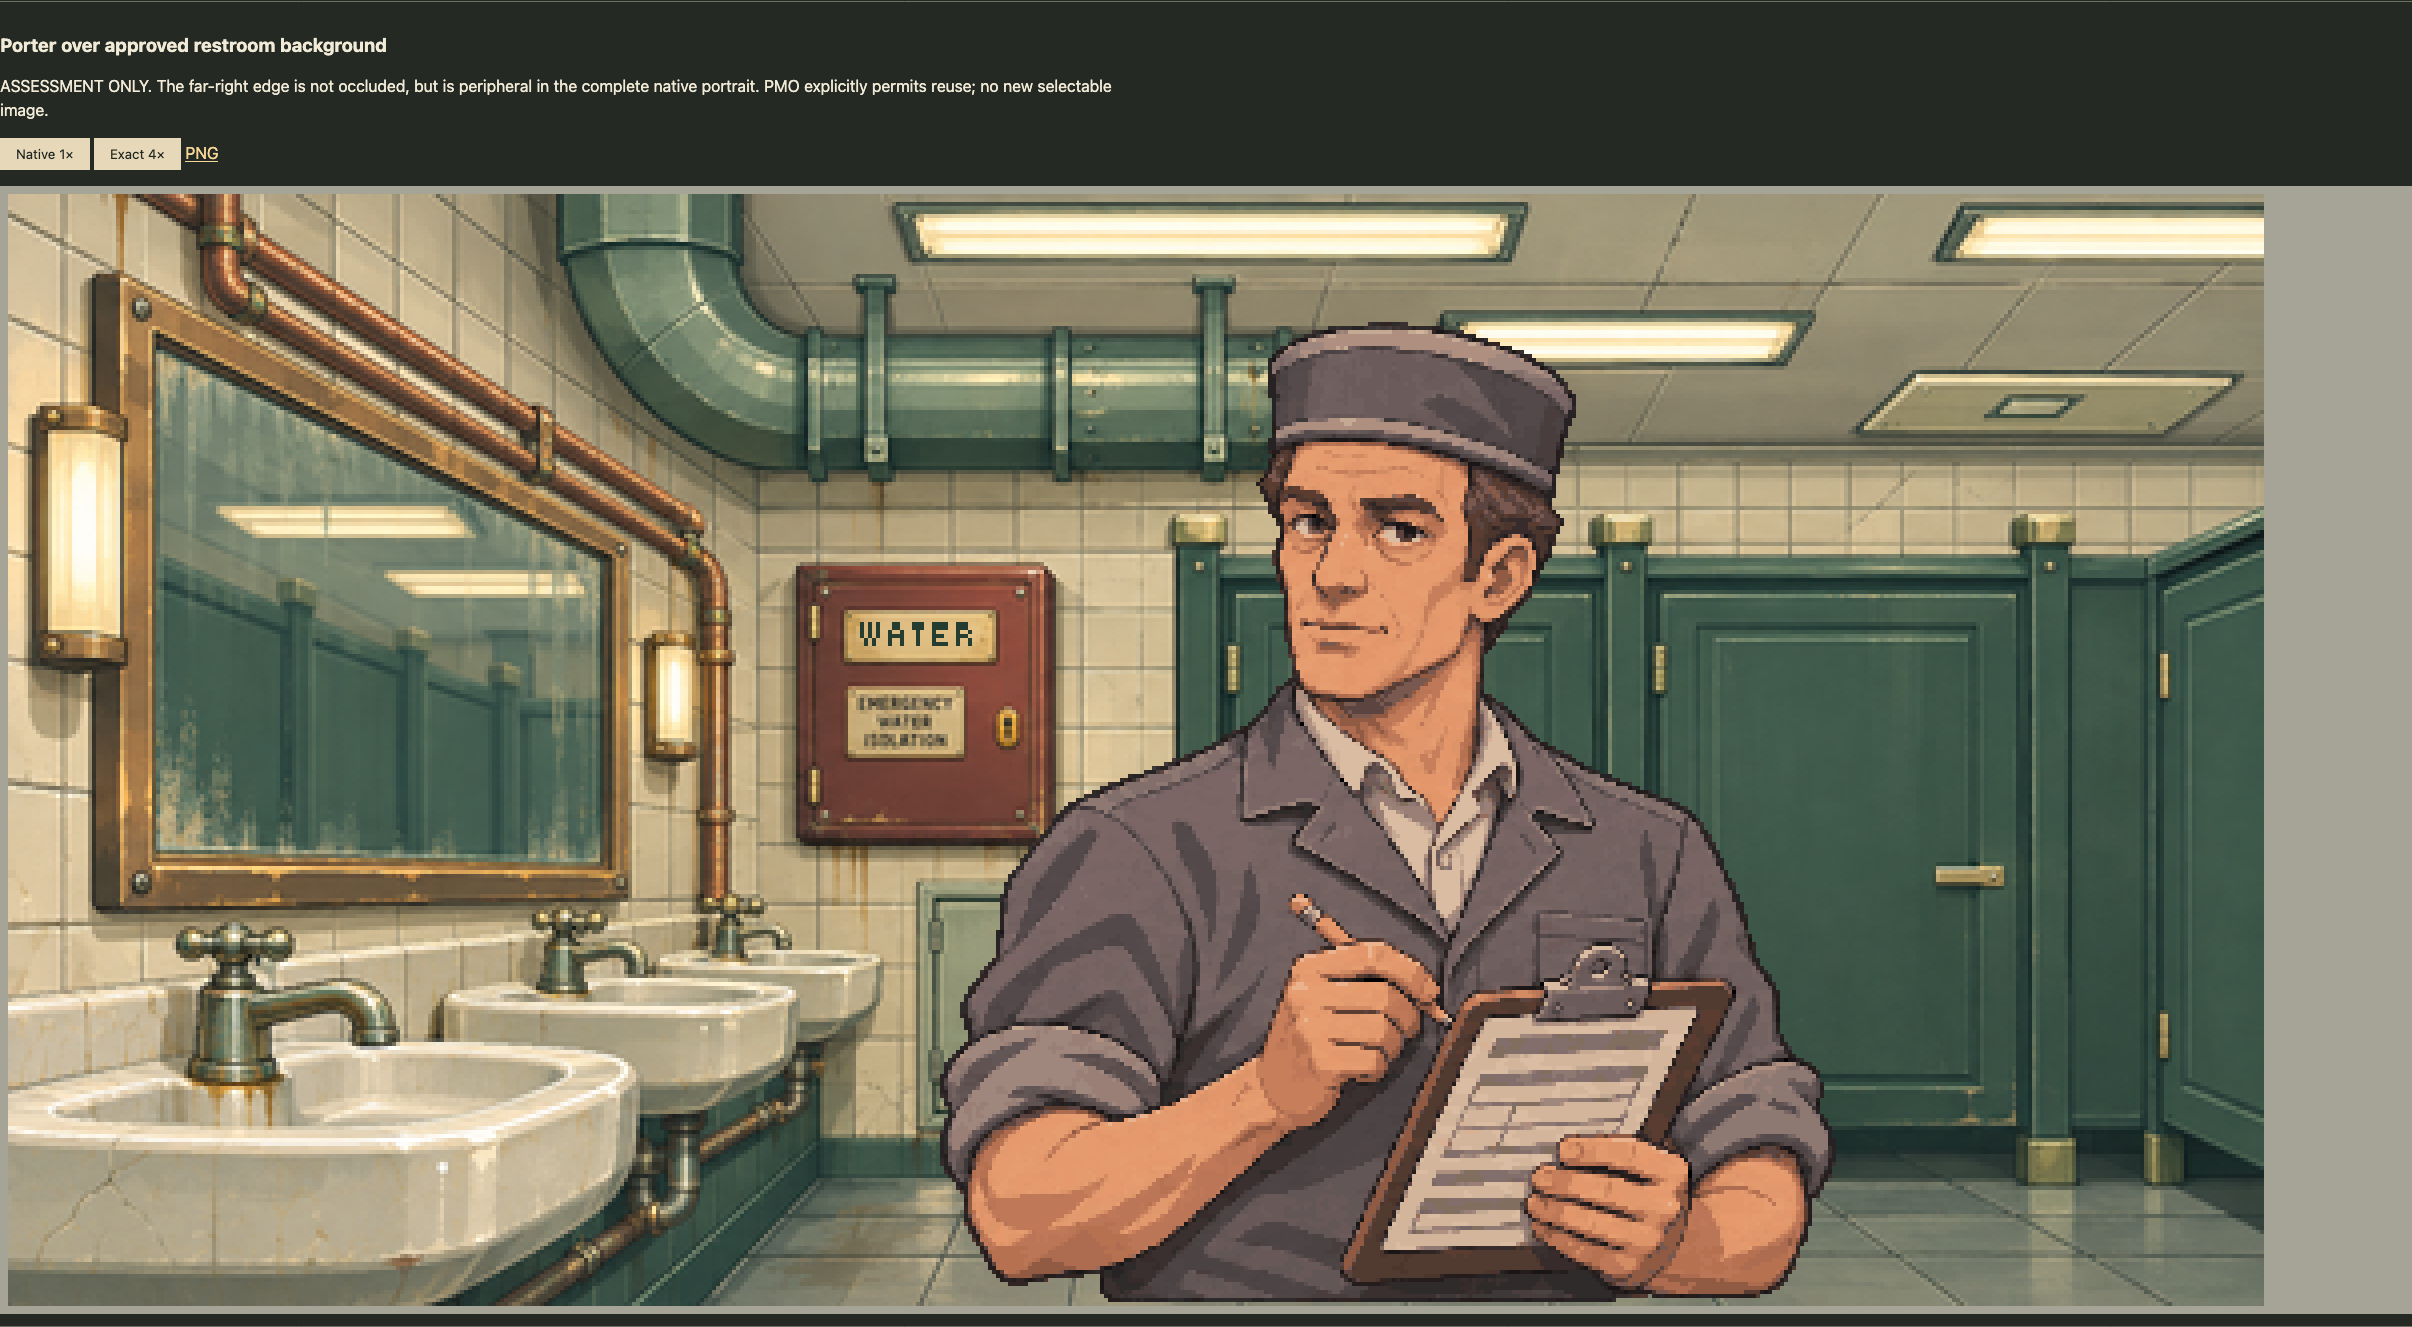 Porter over approved restroom background
ASSESSMENT ONLY. The far-right edge is not occluded, but is peripheral in the complete native portrait. PMO explicitly permits reuse; no new selectable
image.
Native 1× Exact 4× PNG
WATER
EMERGENCY
WATER
ISOLATION